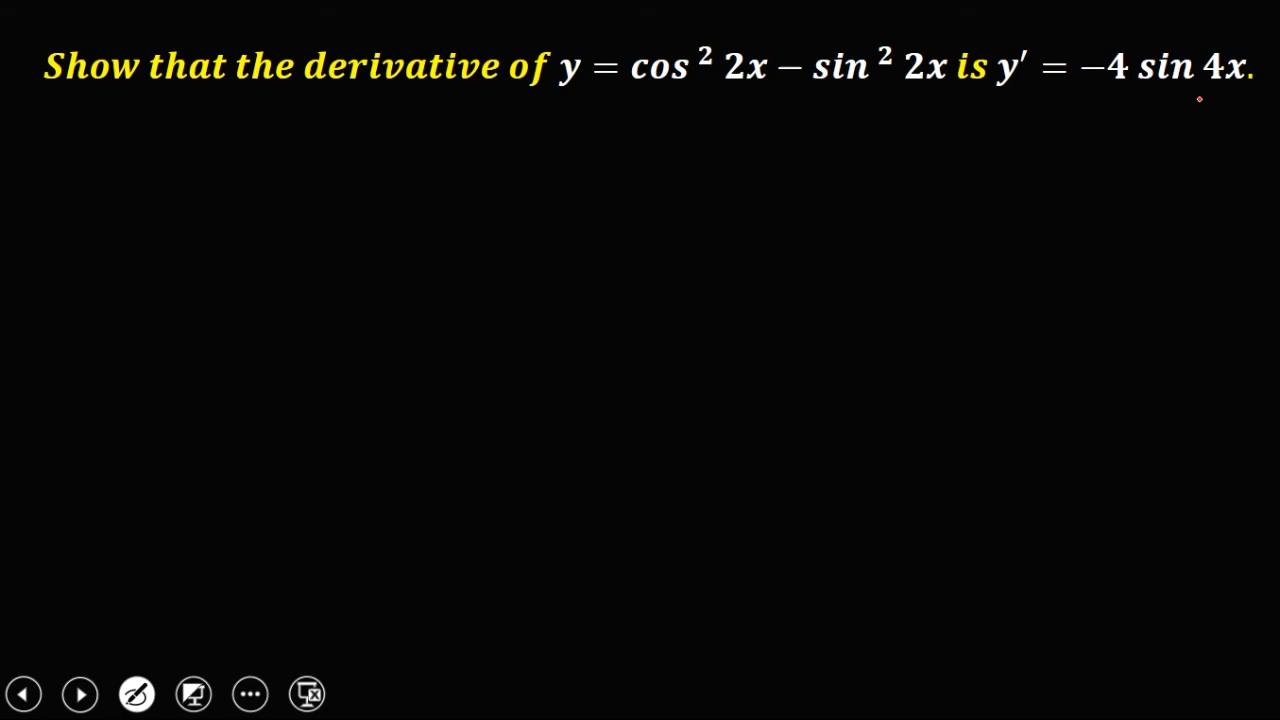 Show that the derivative of y = cos ² 2x − sin ² 2x is y′ = −4 sin 4x.